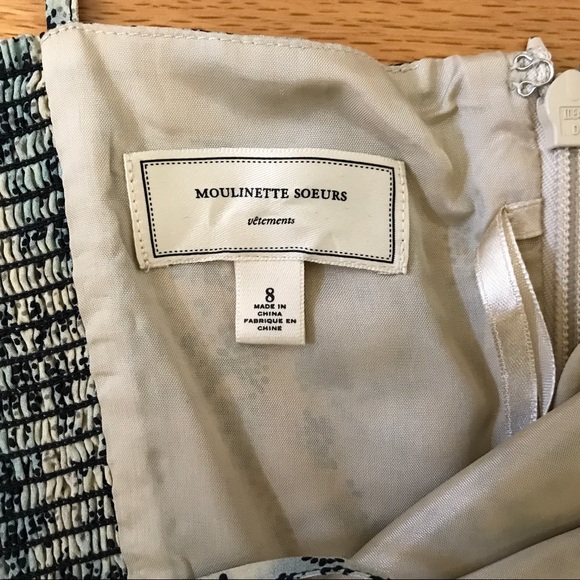 MOULINETTE SOEURS
vêtements
8
MADE IN
CHINA
FABRIQUE EN
CHINE